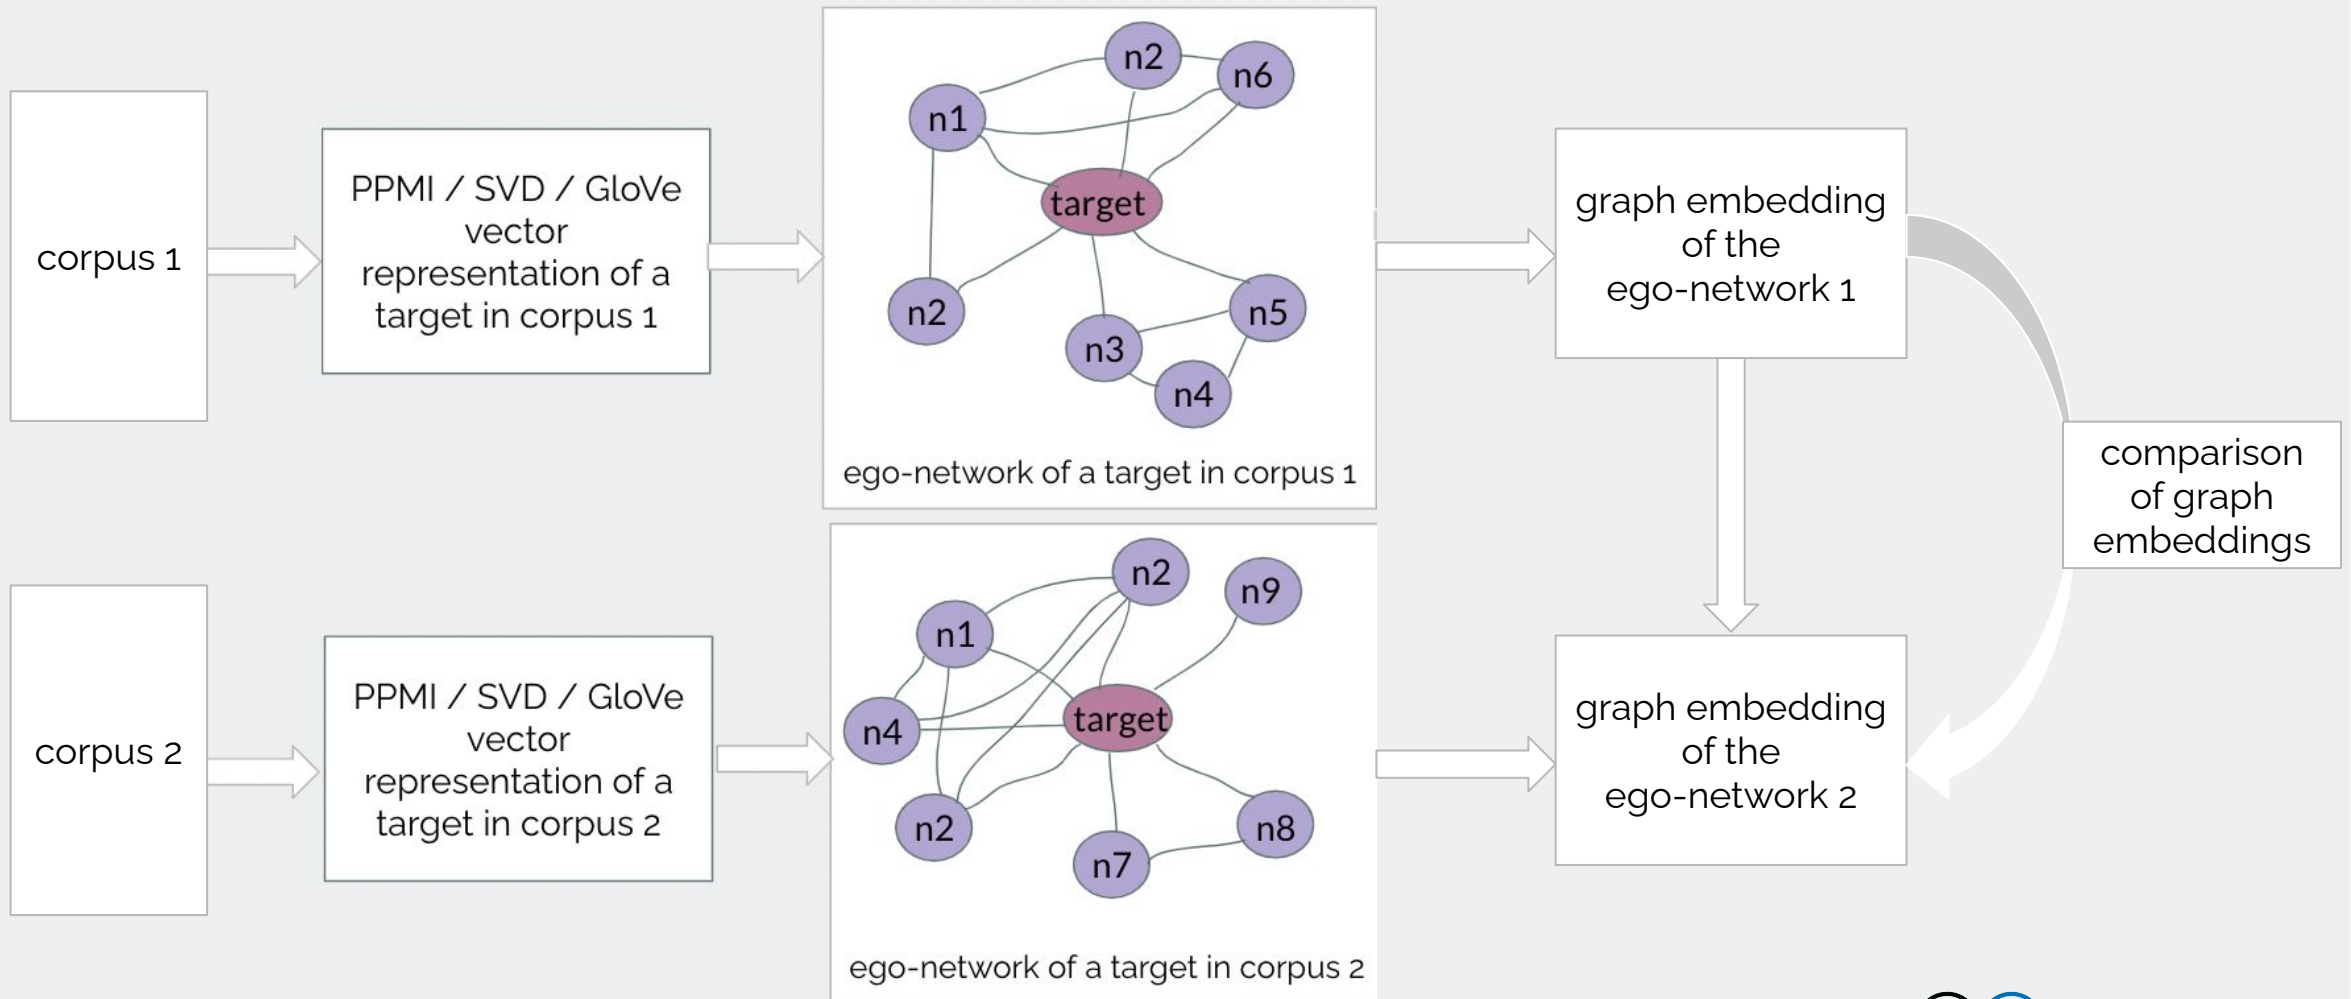 corpus 1
PPMI / SVD / GloVe
vector
representation of a
target in corpus 1
n2
n6
n1
target
n2
n5
n3
n4
ego-network of a target in corpus 1
graph embedding
of the
ego-network 1
comparison
of graph
embeddings
corpus 2
PPMI / SVD / GloVe
vector
representation of a
target in corpus 2
n2
n9
n1
n4
target
n2
n8
n7
ego-network of a target in corpus 2
graph embedding
of the
ego-network 2